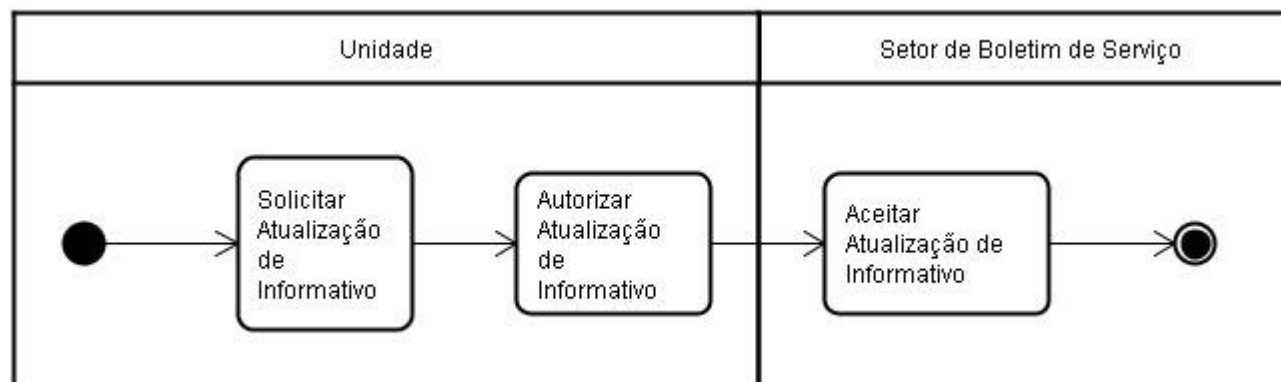 Unidade
Setor de Boletim de Serviço
Solicitar
Atualização
de
Informativo
Autorizar
Atualização
de
Informativo
Aceitar
Atualização de
Informativo